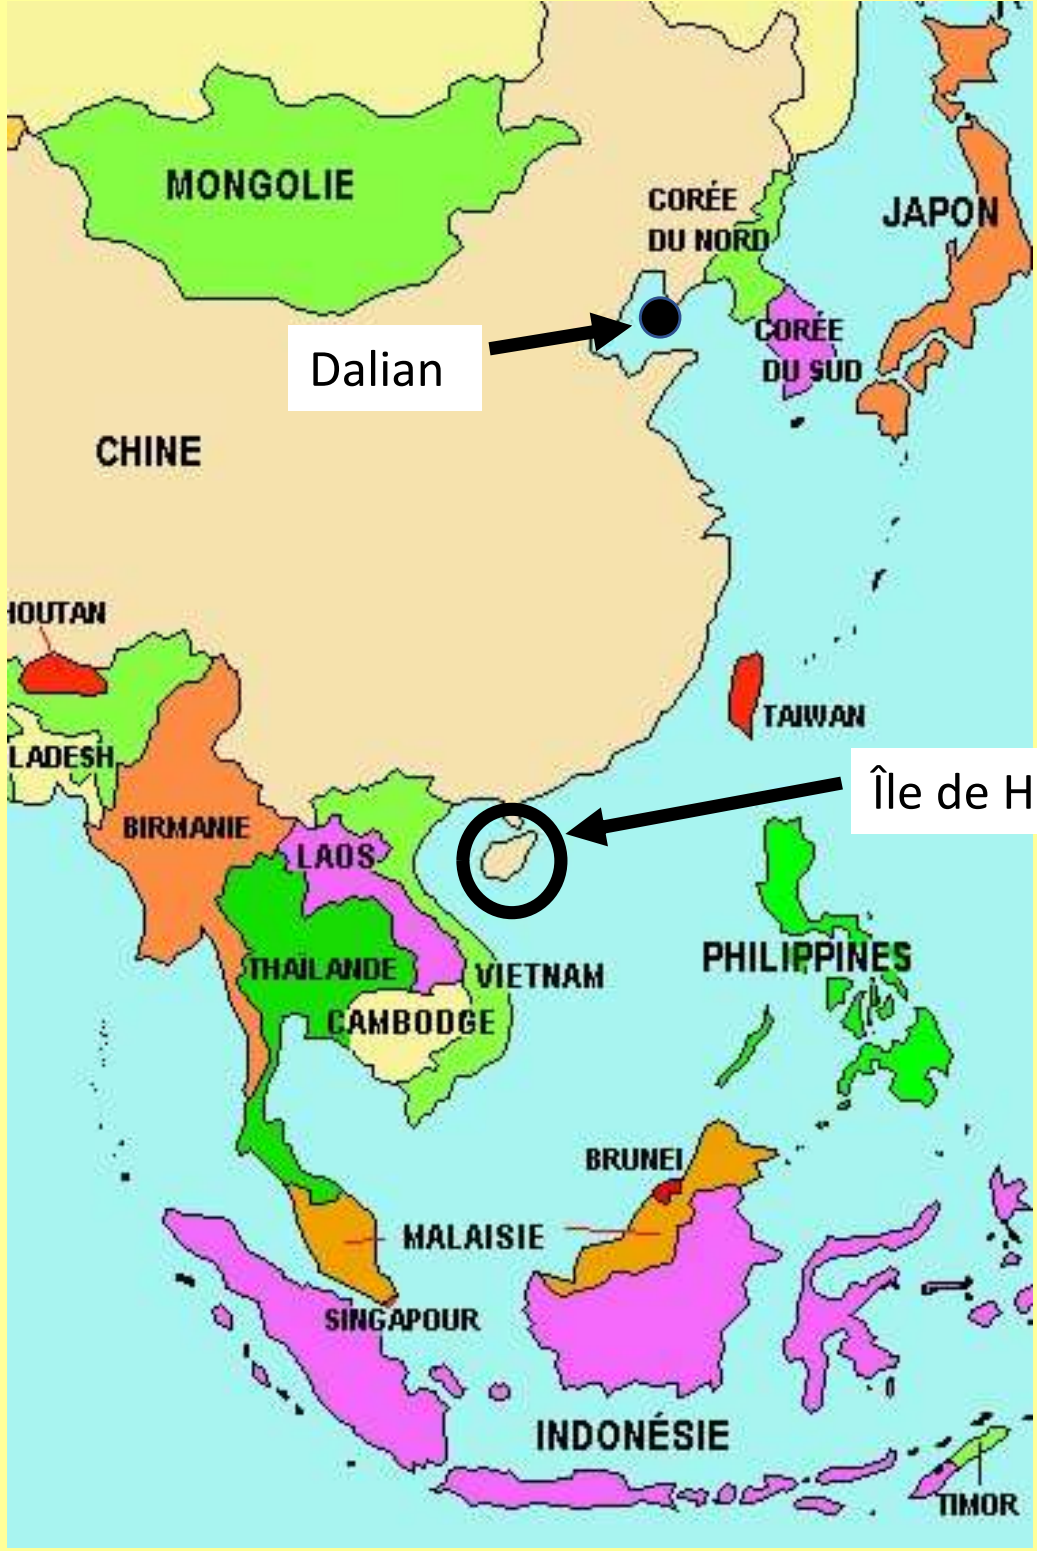 MONGOLIE
CORÉE
DU NORD
JAPON
CORÉE
DU SUD
Dalian
CHINE
HOUTAN
TAIWAN
LADESH
Île de H
BIRMANIE
LAOS
THAÏLANDE
VIETNAM
PHILIPPINES
CAMBODGE
BRUNEI
MALAISIE
SINGAPOUR
INDONÉSIE
TIMOR